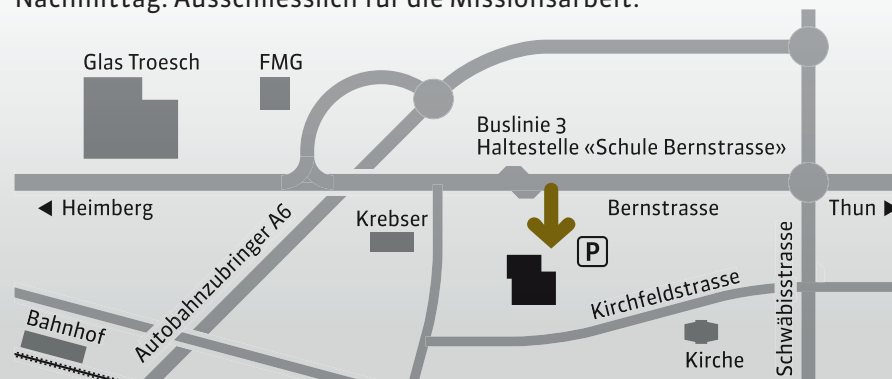 Nachmittag. Ausschliesslich für die Missionsarbeit.
Glas Troesch
FMG
Buslinie 3
Haltestelle «Schule Bernstrasse»
◄ Heimberg
Krebser
Bernstrasse
Thun ►
Autobahnzubringer A6
P
Schwäbisstrasse
Kirchfeldstrasse
Bahnhof
Kirche